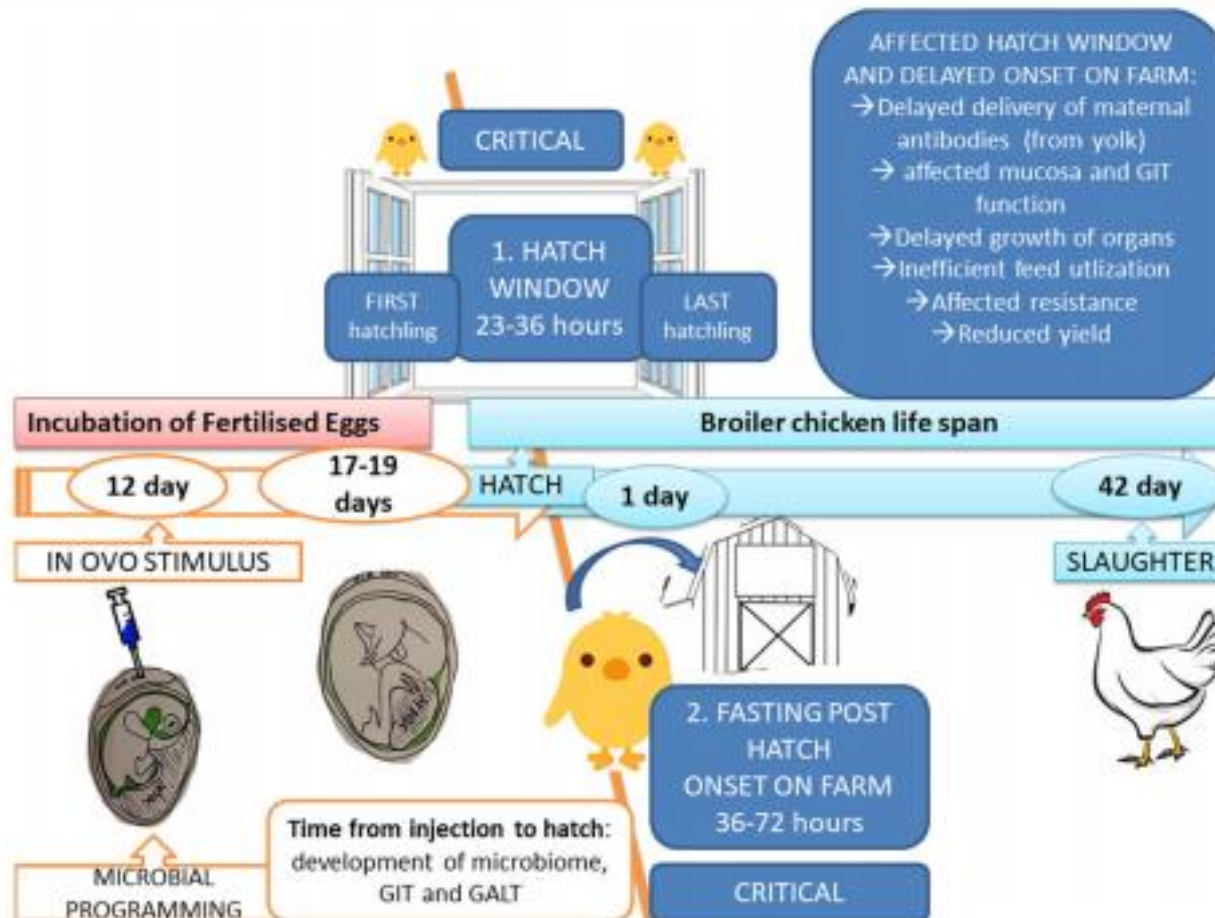 AFFECTED HATCH WINDOW
AND DELAYED ONSET ON FARM:
→Delayed delivery of maternal
antibodies (from yolk)
→ affected mucosa and GIT
function
→Delayed growth of organs
→Inefficient feed utlization
→Affected resistance
→Reduced yield
CRITICAL
1. HATCH
WINDOW
23-36 hours
FIRST
hatchling
LAST
hatchling
Incubation of Fertilised Eggs
Broiler chicken life span
12 day
17-19
days
HATCH
1 day
42 day
IN OVO STIMULUS
SLAUGHTER
2. FASTING POST
HATCH
ONSET ON FARM
36-72 hours
Time from injection to hatch:
development of microbiome,
GIT and GALT
MICROBIAL
PROGRAMMING
CRITICAL